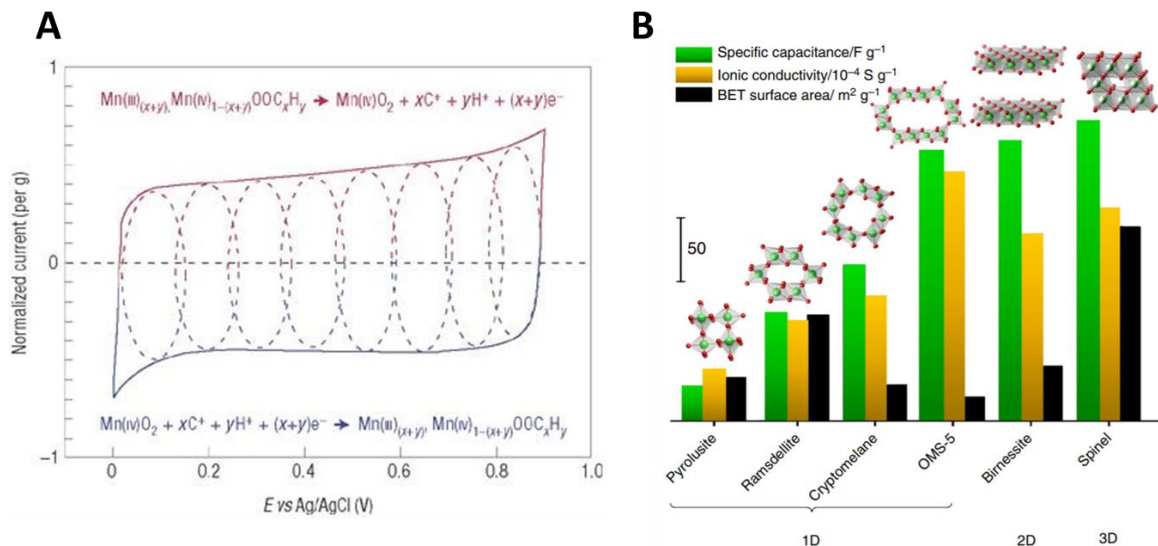 A
1
Mn(III)(x+y), Mn(IV)1–(x+y)OOCxHy → Mn(IV)O2 + xC+ + yH+ + (x+y)e–
Normalized current (per g)
0
Mn(IV)O2 + xC+ + yH+ + (x+y)e– → Mn(III)(x+y), Mn(IV)1–(x+y)OOCxHy
–1
0 0.2 0.4 0.6 0.8 1.0
E vs Ag/AgCl (V)
B
Specific capacitance/F g–1
Ionic conductivity/10–4 S g–1
BET surface area/ m2 g–1
50
Pyrolusite
Ramsdellite
Cryptomelane
OMS-5
Birnessite
Spinel
1D 2D 3D